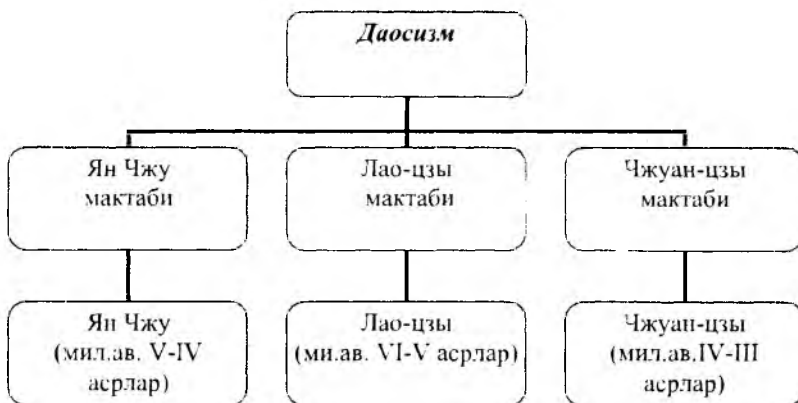 Даосизм
Ян Чжу
мактаби
Лао-цзы
мактаби
Чжуан-цзы
мактаби
Ян Чжу
(мил.ав. V-IV
асрлар)
Лао-цзы
(ми.ав. VI-V асрлар)
Чжуан-цзы
(мил.ав.IV-III
асрлар)